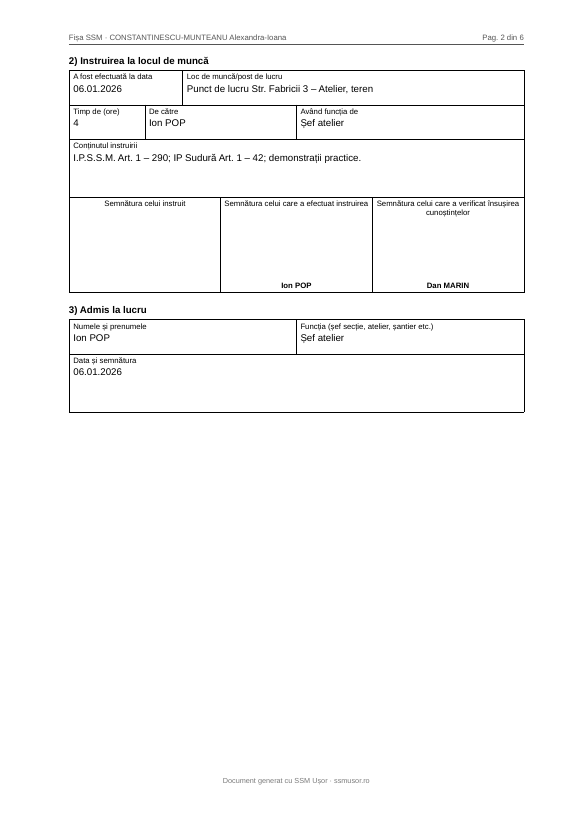 Fișa SSM · CONSTANTINESCU-MUNTEANU Alexandra-Ioana Pag. 2 din 6
2) Instruirea la locul de muncă
A fost efectuată la data Loc de muncă/post de lucru
06.01.2026 Punct de lucru Str. Fabricii 3 – Atelier, teren
Timp de (ore) De către Având funcția de
4 Ion POP Șef atelier
Conținutul instruirii
I.P.S.S.M. Art. 1 – 290; IP Sudură Art. 1 – 42; demonstrații practice.
Semnătura celui instruit Semnătura celui care a efectuat instruirea Semnătura celui care a verificat însușirea
cunoștințelor
Ion POP Dan MARIN
3) Admis la lucru
Numele și prenumele Funcția (șef secție, atelier, șantier etc.)
Ion POP Șef atelier
Data și semnătura
06.01.2026
Document generat cu SSM Ușor · ssmusor.ro